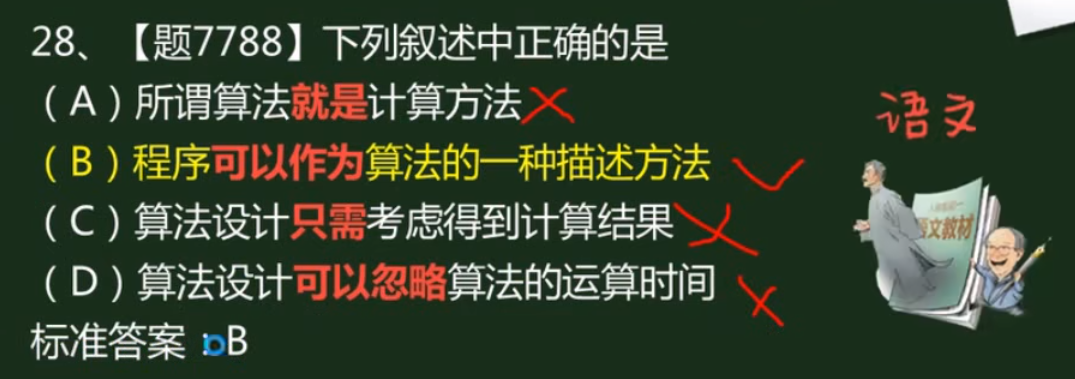 28、【题7788】下列叙述中正确的是
（A）所谓算法就是计算方法
语文
（B）程序可以作为算法的一种描述方法
（C）算法设计只需考虑得到计算结果
语文教材
（D）算法设计可以忽略算法的运算时间
标准答案：B